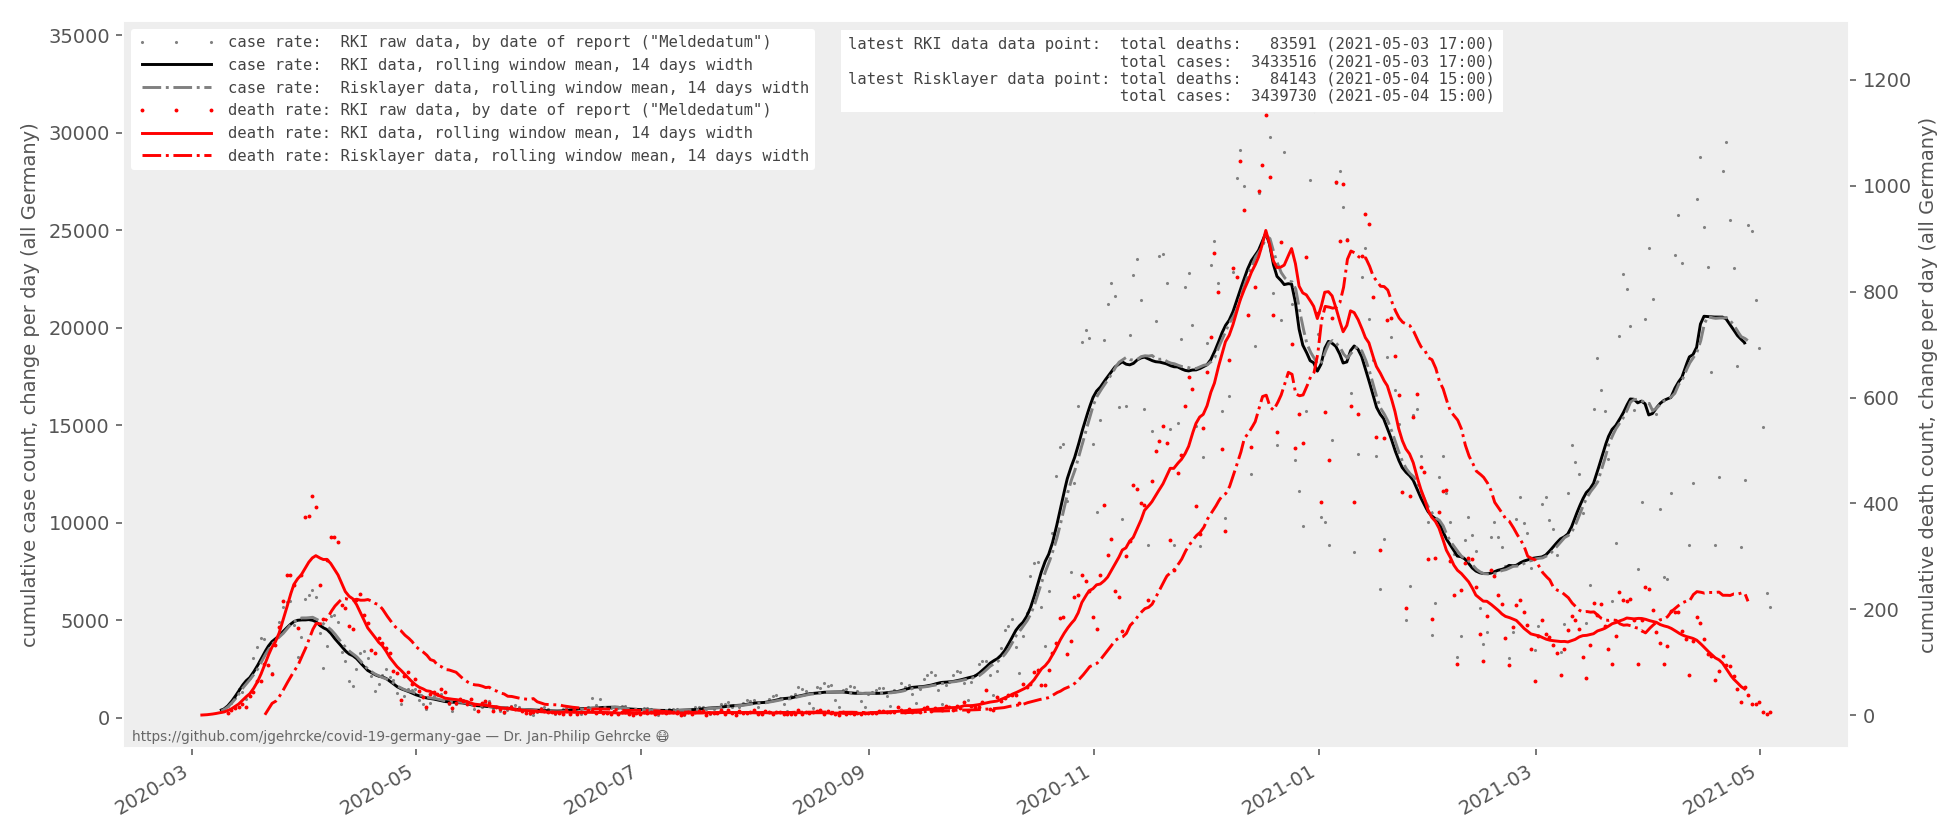 case rate:  RKI raw data, by date of report ("Meldedatum")
case rate:  RKI data, rolling window mean, 14 days width
case rate:  Risklayer data, rolling window mean, 14 days width
death rate: RKI raw data, by date of report ("Meldedatum")
death rate: RKI data, rolling window mean, 14 days width
death rate: Risklayer data, rolling window mean, 14 days width
latest RKI data data point:  total deaths:   83591 (2021-05-03 17:00)
total cases:  3433516 (2021-05-03 17:00)
latest Risklayer data point: total deaths:   84143 (2021-05-04 15:00)
total cases:  3439730 (2021-05-04 15:00)
cumulative case count, change per day (all Germany)
35000
30000
25000
20000
15000
10000
5000
0
1200
1000
800
600
400
200
0
cumulative death count, change per day (all Germany)
https://github.com/jgehrcke/covid-19-germany-gae — Dr. Jan-Philip Gehrcke 😷
2020-03
2020-05
2020-07
2020-09
2020-11
2021-01
2021-03
2021-05